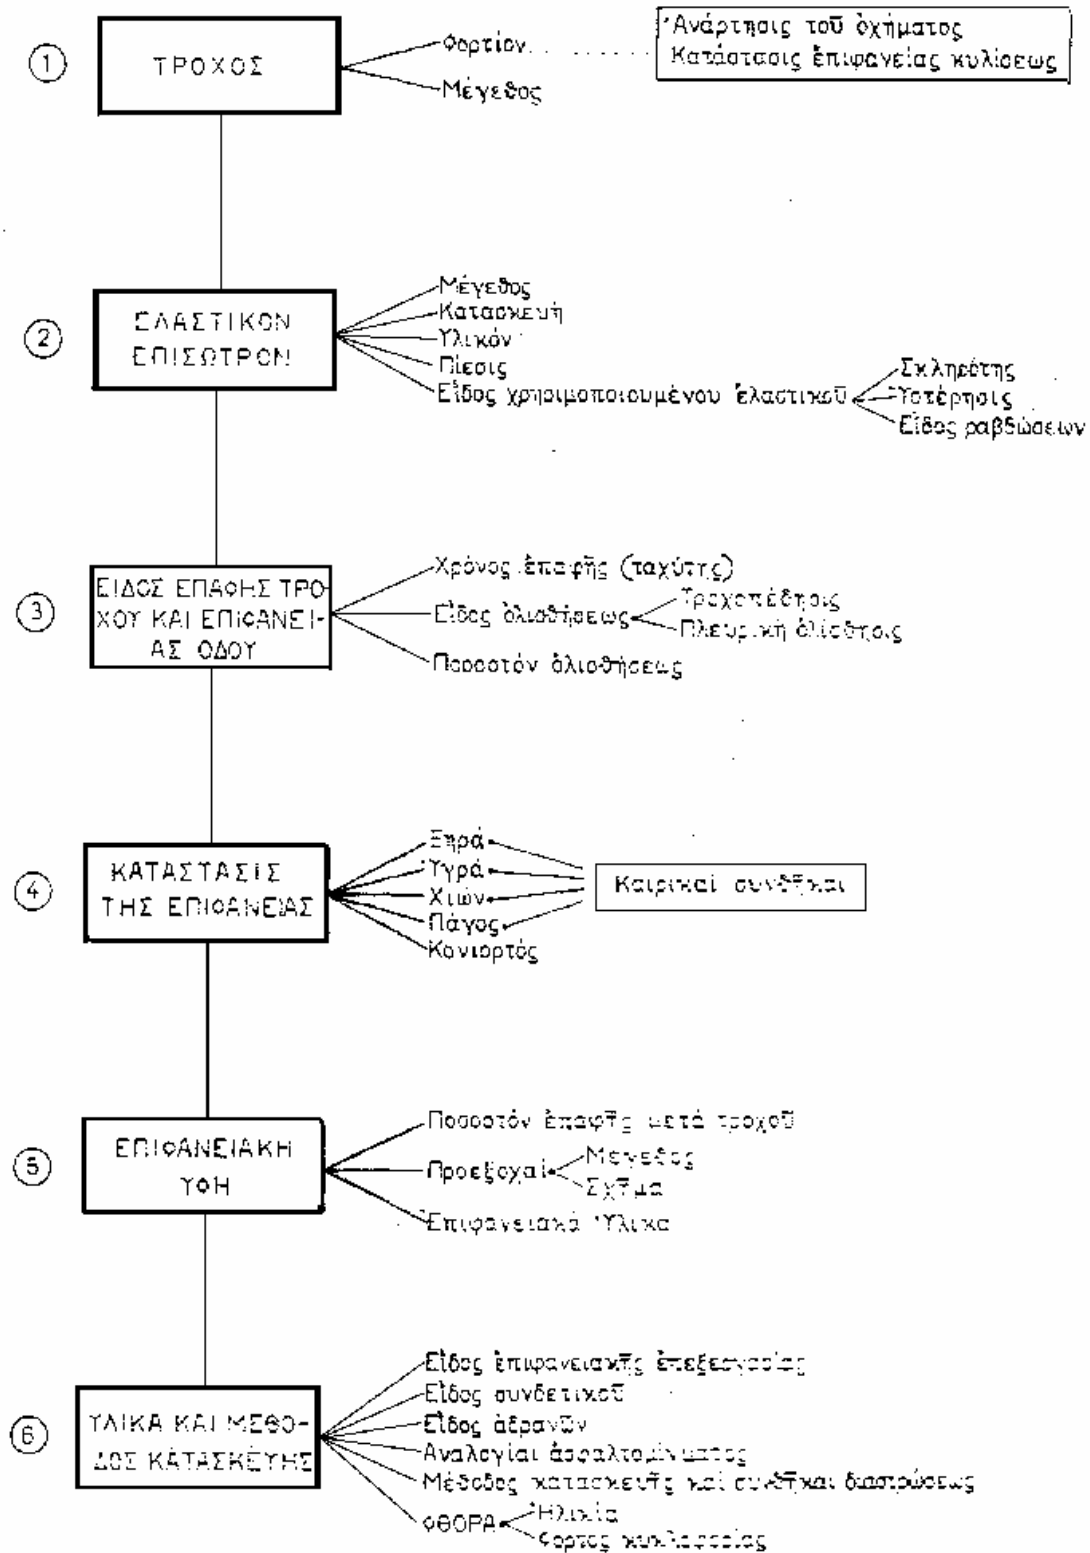 1
ΤΡΟΧΟΣ
Φορτίον
Μέγεθος
Ἀνάρτησις τοῦ ὀχήματος
Κατάστασις ἐπιφανείας κυλίσεως
2
ΕΛΑΣΤΙΚΟΝ
ΕΠΙΣΩΤΡΟΝ
Μέγεθος
Κατασκευή
Ὑλικόν
Πίεσις
Εἶδος χρησιμοποιουμένου ἐλαστικοῦ
Σκληρότης
Ὑστέρησις
Εἶδος ραβδώσεων
3
ΕΙΔΟΣ ΕΠΑΦΗΣ ΤΡΟ-
ΧΟΥ ΚΑΙ ΕΠΙΦΑΝΕΙ-
ΑΣ ΟΔΟΥ
Χρόνος ἐπαφῆς (ταχύτης)
Εἶδος ὀλισθήσεως
Τροχοπέδησις
Πλευρική ὀλίσθησις
Ποσοστόν ὀλισθήσεως
4
ΚΑΤΑΣΤΑΣΙΣ
ΤΗΣ ΕΠΙΦΑΝΕΙΑΣ
Ξηρά
Ὑγρά
Χιών
Πάγος
Κονιορτός
Καιρικαί συνθῆκαι
5
ΕΠΙΦΑΝΕΙΑΚΗ
ΥΦΗ
Ποσοστόν ἐπαφῆς μετά τροχοῦ
Προεξοχαί
Μέγεθος
Σχῆμα
Ἐπιφανειακά Ὑλικα
6
ΥΛΙΚΑ ΚΑΙ ΜΕΘΟ-
ΔΟΣ ΚΑΤΑΣΚΕΥΗΣ
Εἶδος ἐπιφανειακῆς ἐπεξεργασίας
Εἶδος συνδετικοῦ
Εἶδος ἀδρανῶν
Αναλογίαι ἀσφαλτομίγματος
Μέθοδος κατασκευῆς καί συνθῆκαι διαστρώσεως
ΦΘΟΡΑ
Ἡλικία
Φόρτος κυκλοφορίας